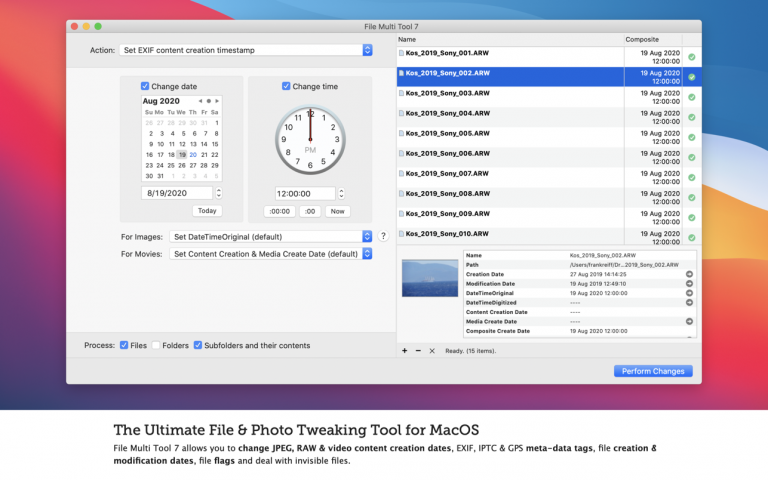 File Multi Tool 7
Action: Set EXIF content creation timestamp
Change date
Aug 2020
Su Mo Tu We Th Fr Sa
26 27 28 29 30 31 1
2 3 4 5 6 7 8
9 10 11 12 13 14 15
16 17 18 19 20 21 22
23 24 25 26 27 28 29
30 31 1 2 3 4 5
8/19/2020
Today
Change time
12
11 1
10 2
9 3
PM
8 4
7 5
6
12:00:00
:00:00 :00 Now
For Images: Set DateTimeOriginal (default) ?
For Movies: Set Content Creation & Media Create Date (default)
Process: Files Folders Subfolders and their contents
Name Composite
Kos_2019_Sony_001.ARW 19 Aug 2020
12:00:00
Kos_2019_Sony_002.ARW 19 Aug 2020
12:00:00
Kos_2019_Sony_003.ARW 19 Aug 2020
12:00:00
Kos_2019_Sony_004.ARW 19 Aug 2020
12:00:00
Kos_2019_Sony_005.ARW 19 Aug 2020
12:00:00
Kos_2019_Sony_006.ARW 19 Aug 2020
12:00:00
Kos_2019_Sony_007.ARW 19 Aug 2020
12:00:00
Kos_2019_Sony_008.ARW 19 Aug 2020
12:00:00
Kos_2019_Sony_009.ARW 19 Aug 2020
12:00:00
Kos_2019_Sony_010.ARW 19 Aug 2020
12:00:00
Name Kos_2019_Sony_002.ARW
Path /Users/frankreiff/Dr...2019_Sony_002.ARW
Creation Date 27 Aug 2019 14:14:25
Modification Date 19 Aug 2019 12:49:10
DateTimeOriginal 19 Aug 2020 12:00:00
DateTimeDigitized ----
Content Creation Date ----
Media Create Date ----
Composite Create Date 19 Aug 2020 12:00:00
+ − × Ready. (15 items).
Perform Changes
The Ultimate File & Photo Tweaking Tool for MacOS
File Multi Tool 7 allows you to change JPEG, RAW & video content creation dates, EXIF, IPTC & GPS meta-data tags, file creation &
modification dates, file flags and deal with invisible files.